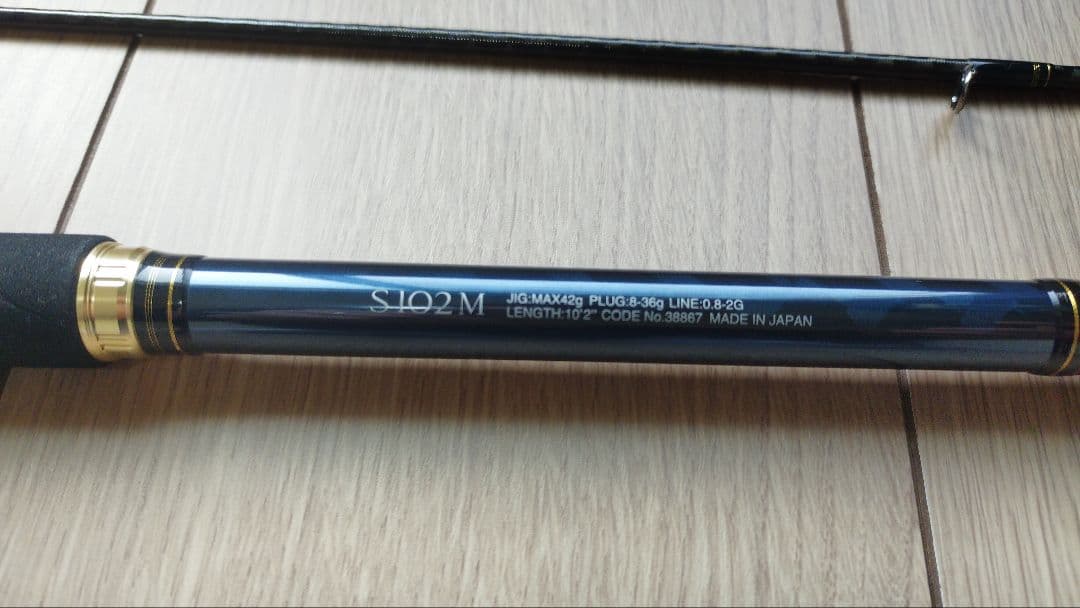 S102M
JIG:MAX42g PLUG:8-36g LINE:0.8-2G
LENGTH:10'2" CODE No.38867 MADE IN JAPAN